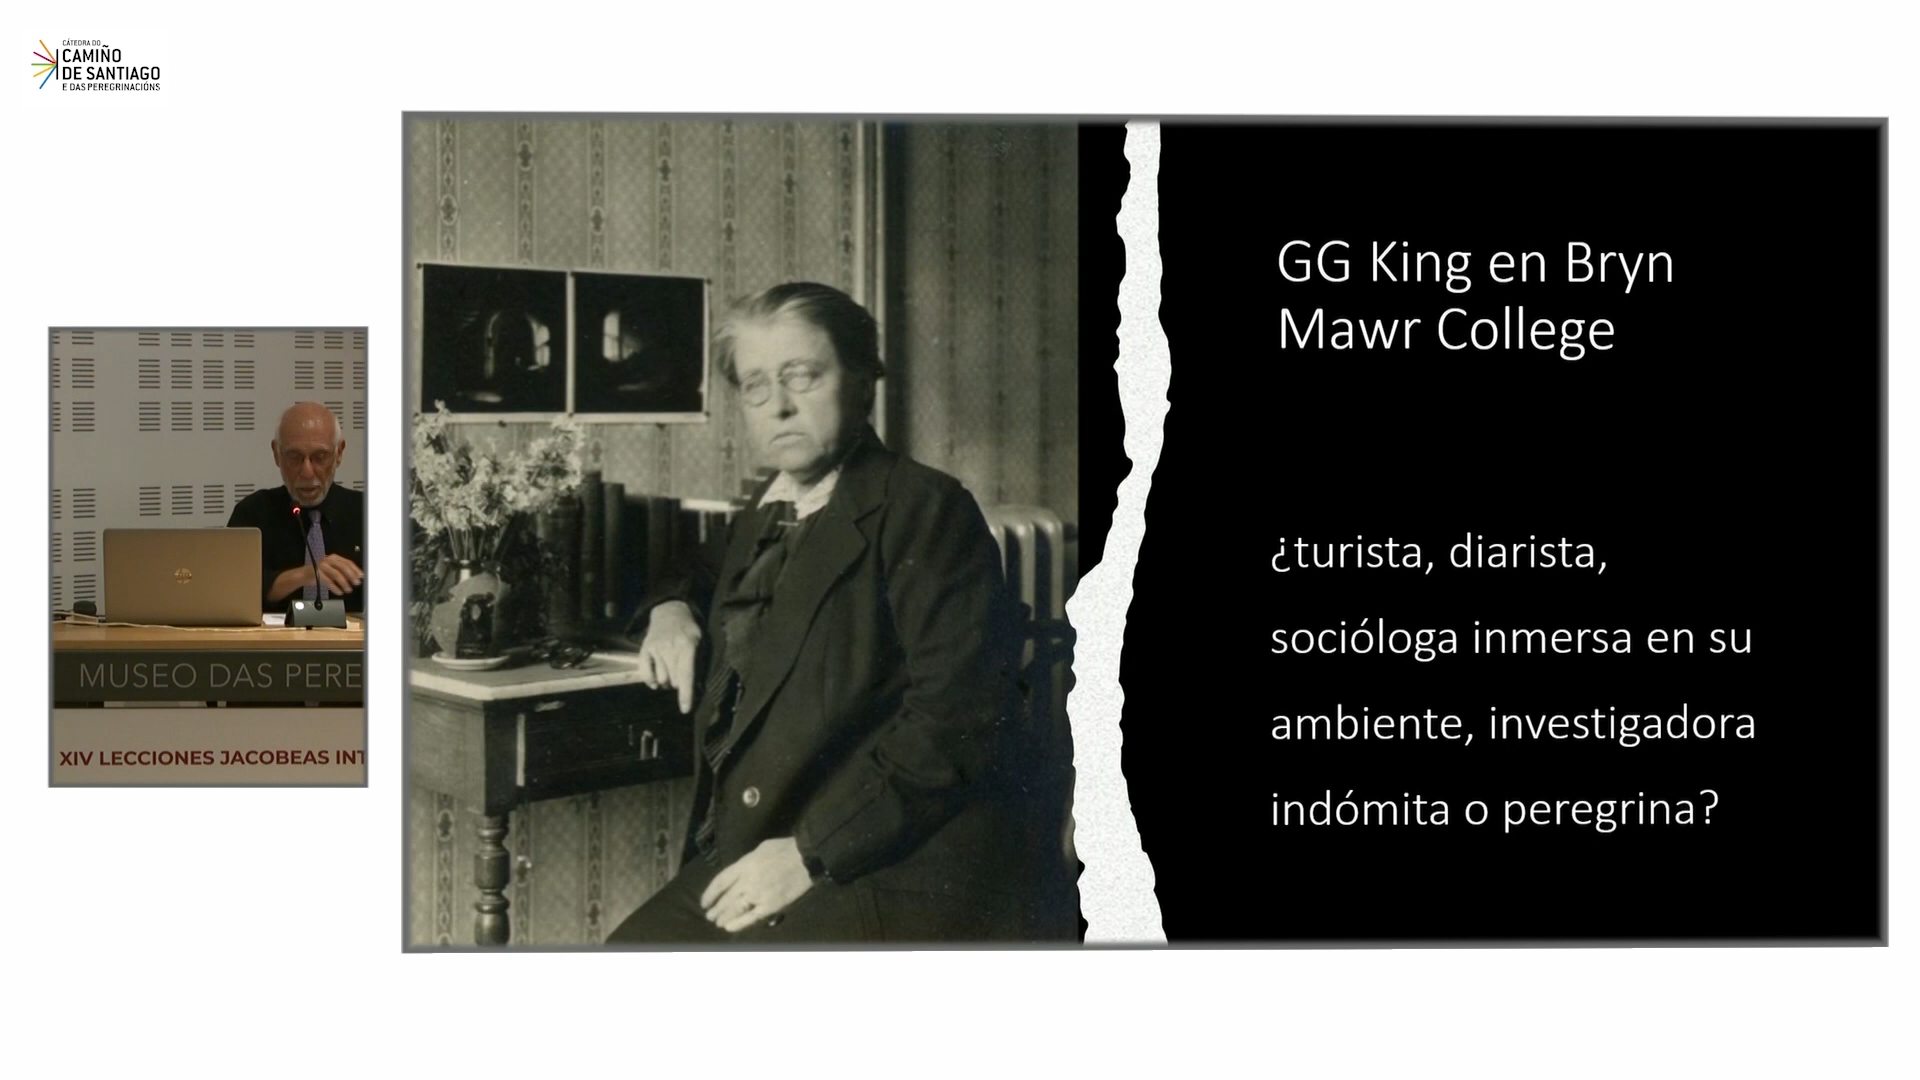 CÁTEDRA DO
CAMIÑO
DE SANTIAGO
E DAS PEREGRINACIÓNS
GG King en Bryn
Mawr College
¿turista, diarista,
socióloga inmersa en su
ambiente, investigadora
indómita o peregrina?
MUSEO DAS PERE
XIV LECCIONES JACOBEAS INT